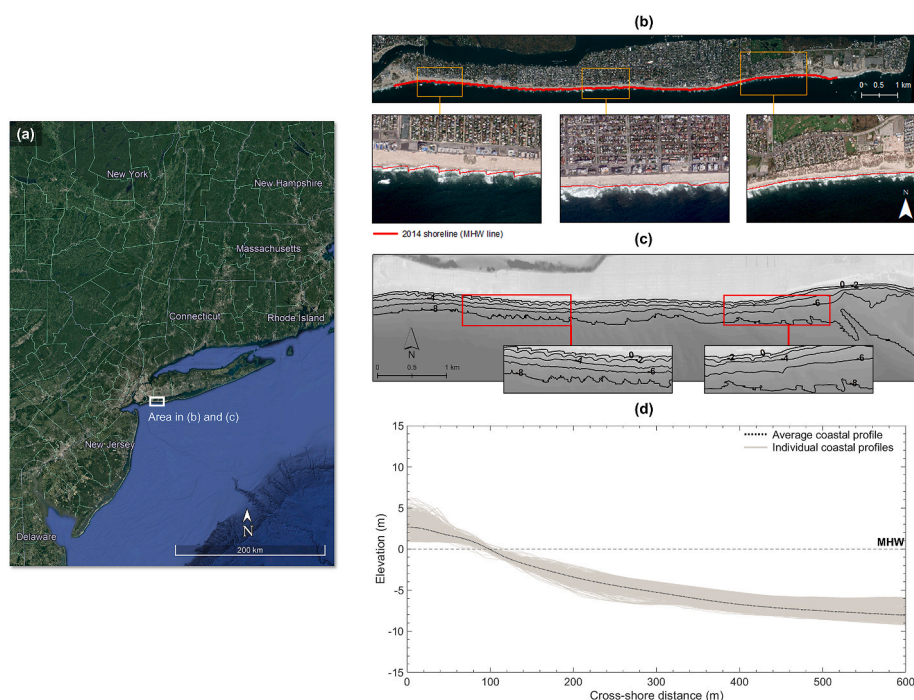 (a)
New York
New Hampshire
Massachusetts
Connecticut
Rhode Island
Area in (b) and (c)
New Jersey
Delaware
N
200 km
(b)
0 0.5 1 km
N
2014 shoreline (MHW line)
(c)
-4
-8
0 -2
-6
N
0 0.5 1 km
0
-2
-4
-6
-8
0
-2 -4
-6
-8
(d)
Average coastal profile
Individual coastal profiles
MHW
Elevation (m)
15
10
5
0
-5
-10
-15
0 100 200 300 400 500 600
Cross-shore distance (m)